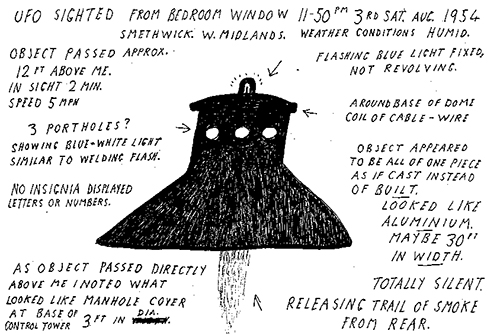 UFO SIGHTED FROM BEDROOM WINDOW 11-50 PM 3RD SAT. AUG. 1954
SMETHWICK. W. MIDLANDS. WEATHER CONDITIONS HUMID.
OBJECT PASSED APPROX.
12 FT ABOVE ME.
IN SIGHT 2 MIN.
SPEED 5 MPH
FLASHING BLUE LIGHT FIXED,
NOT REVOLVING.
3 PORTHOLES?
SHOWING BLUE+WHITE LIGHT
SIMILAR TO WELDING FLASH.
AROUND BASE OF DOME
COIL OF CABLE-WIRE
NO INSIGNIA DISPLAYED
LETTERS OR NUMBERS.
OBJECT APPEARED
TO BE ALL OF ONE PIECE
AS IF CAST INSTEAD
OF BUILT.
LOOKED LIKE
ALUMINIUM.
MAYBE 30 FT
IN WIDTH.
AS OBJECT PASSED DIRECTLY
ABOVE ME I NOTED WHAT
LOOKED LIKE MANHOLE COVER
AT BASE OF
CONTROL TOWER 3 FT IN DIA.
TOTALLY SILENT.
RELEASING TRAIL OF SMOKE
FROM REAR.